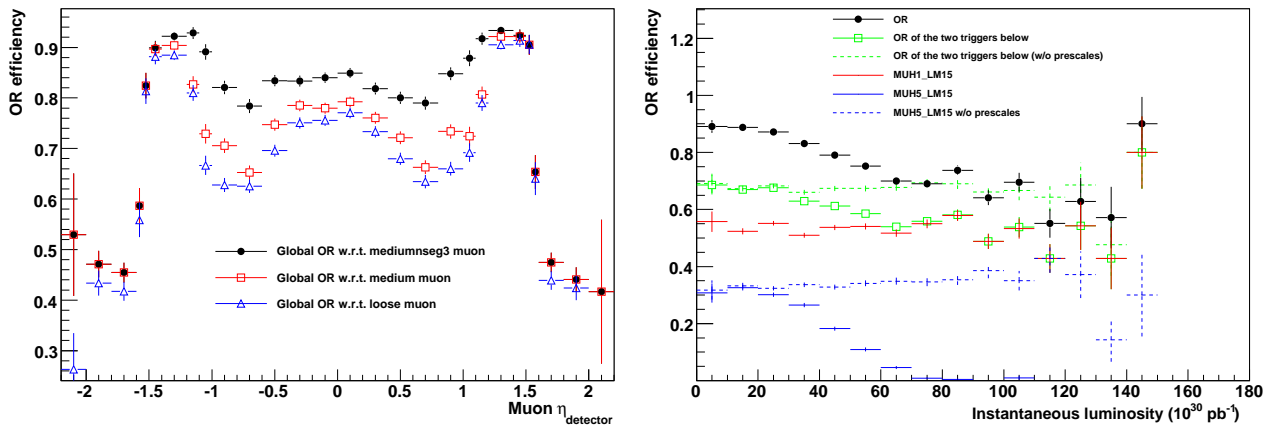 OR efficiency
0.9
0.8
0.7
0.6
0.5
0.4
0.3
Global OR w.r.t. mediumnseg3 muon
Global OR w.r.t. medium muon
Global OR w.r.t. loose muon
-2 -1.5 -1 -0.5 0 0.5 1 1.5 2
Muon η_detector
OR efficiency
1.2
1
0.8
0.6
0.4
0.2
OR
OR of the two triggers below
OR of the two triggers below (w/o prescales)
MUH1_LM15
MUH5_LM15
MUH5_LM15 w/o prescales
0 20 40 60 80 100 120 140 160 180
Instantaneous luminosity (10^30 pb^-1)